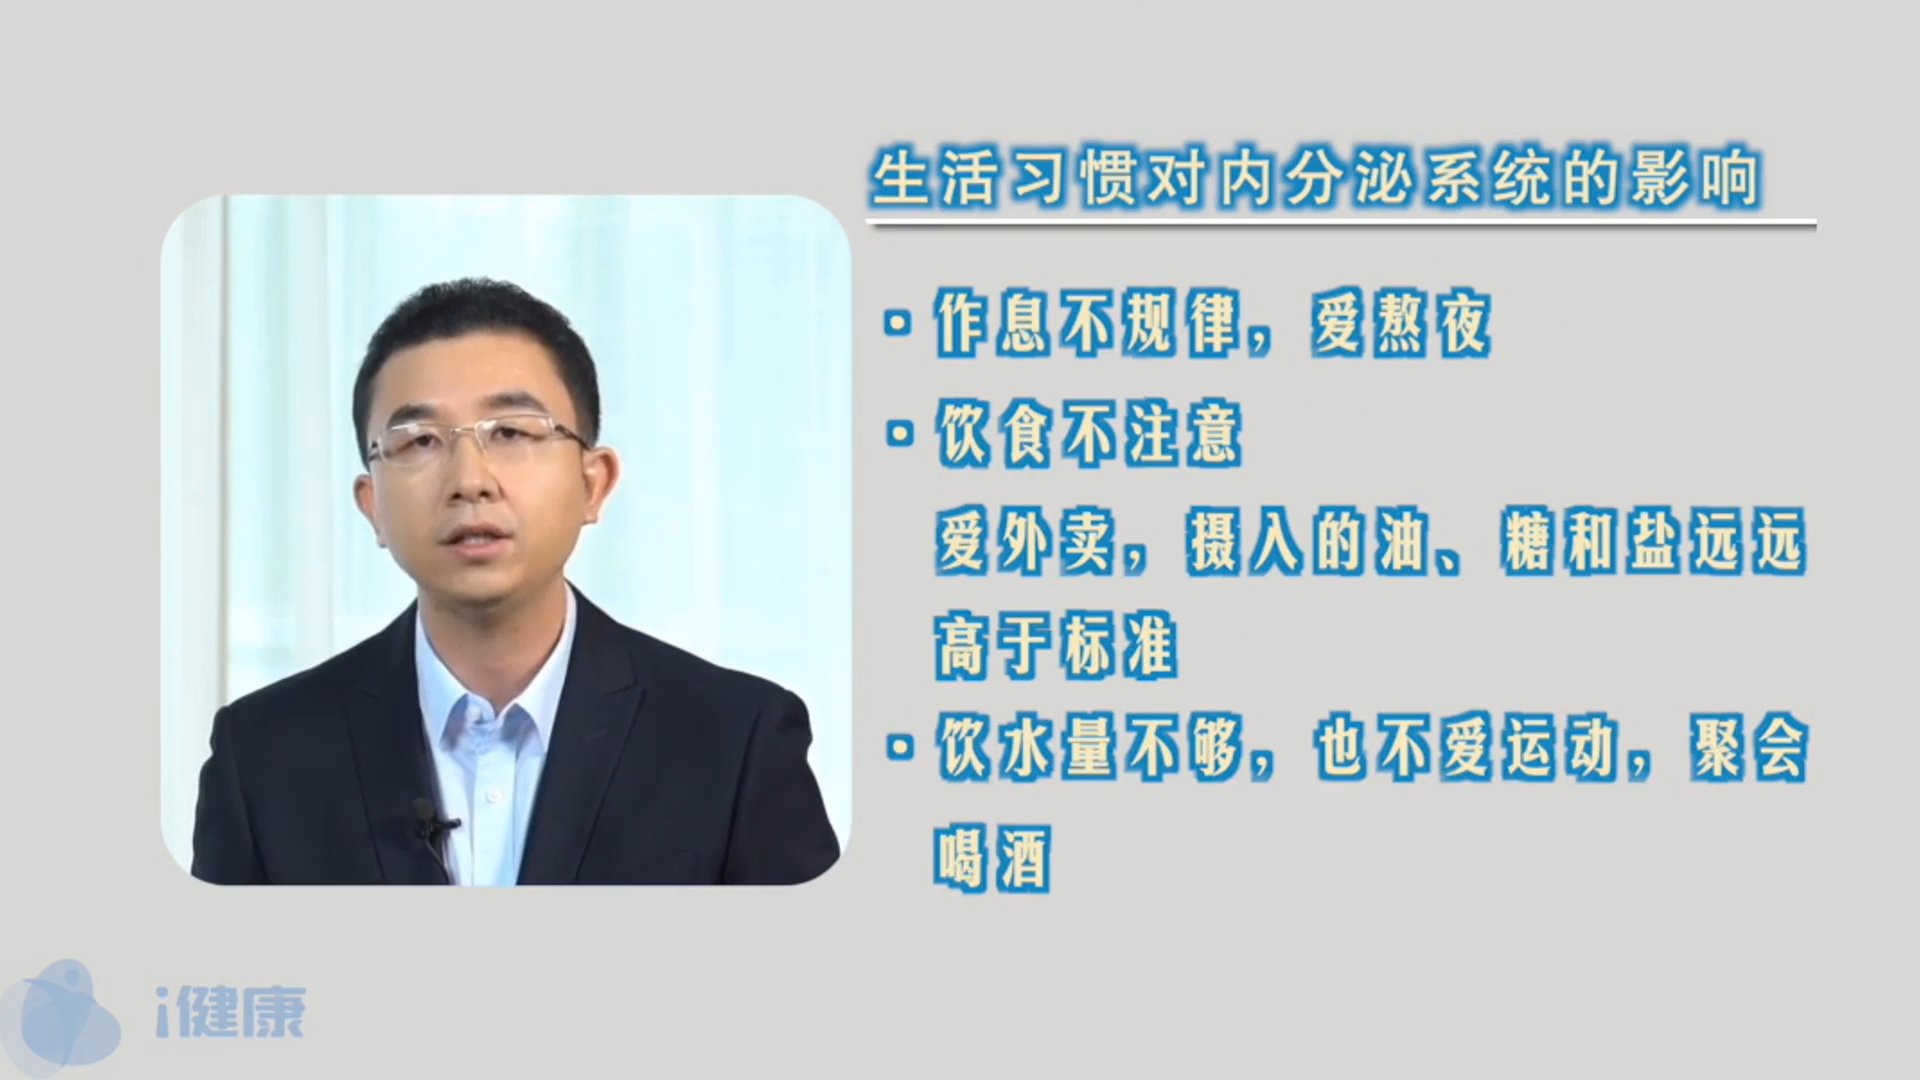 生活习惯对内分泌系统的影响
·作息不规律，爱熬夜
·饮食不注意
爱外卖，摄入的油、糖和盐远远
高于标准
·饮水量不够，也不爱运动，聚会
喝酒
i健康